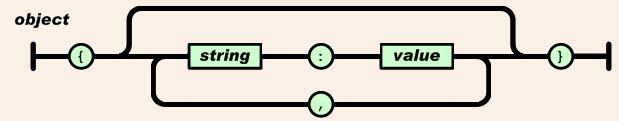 object
{ string : value }
,